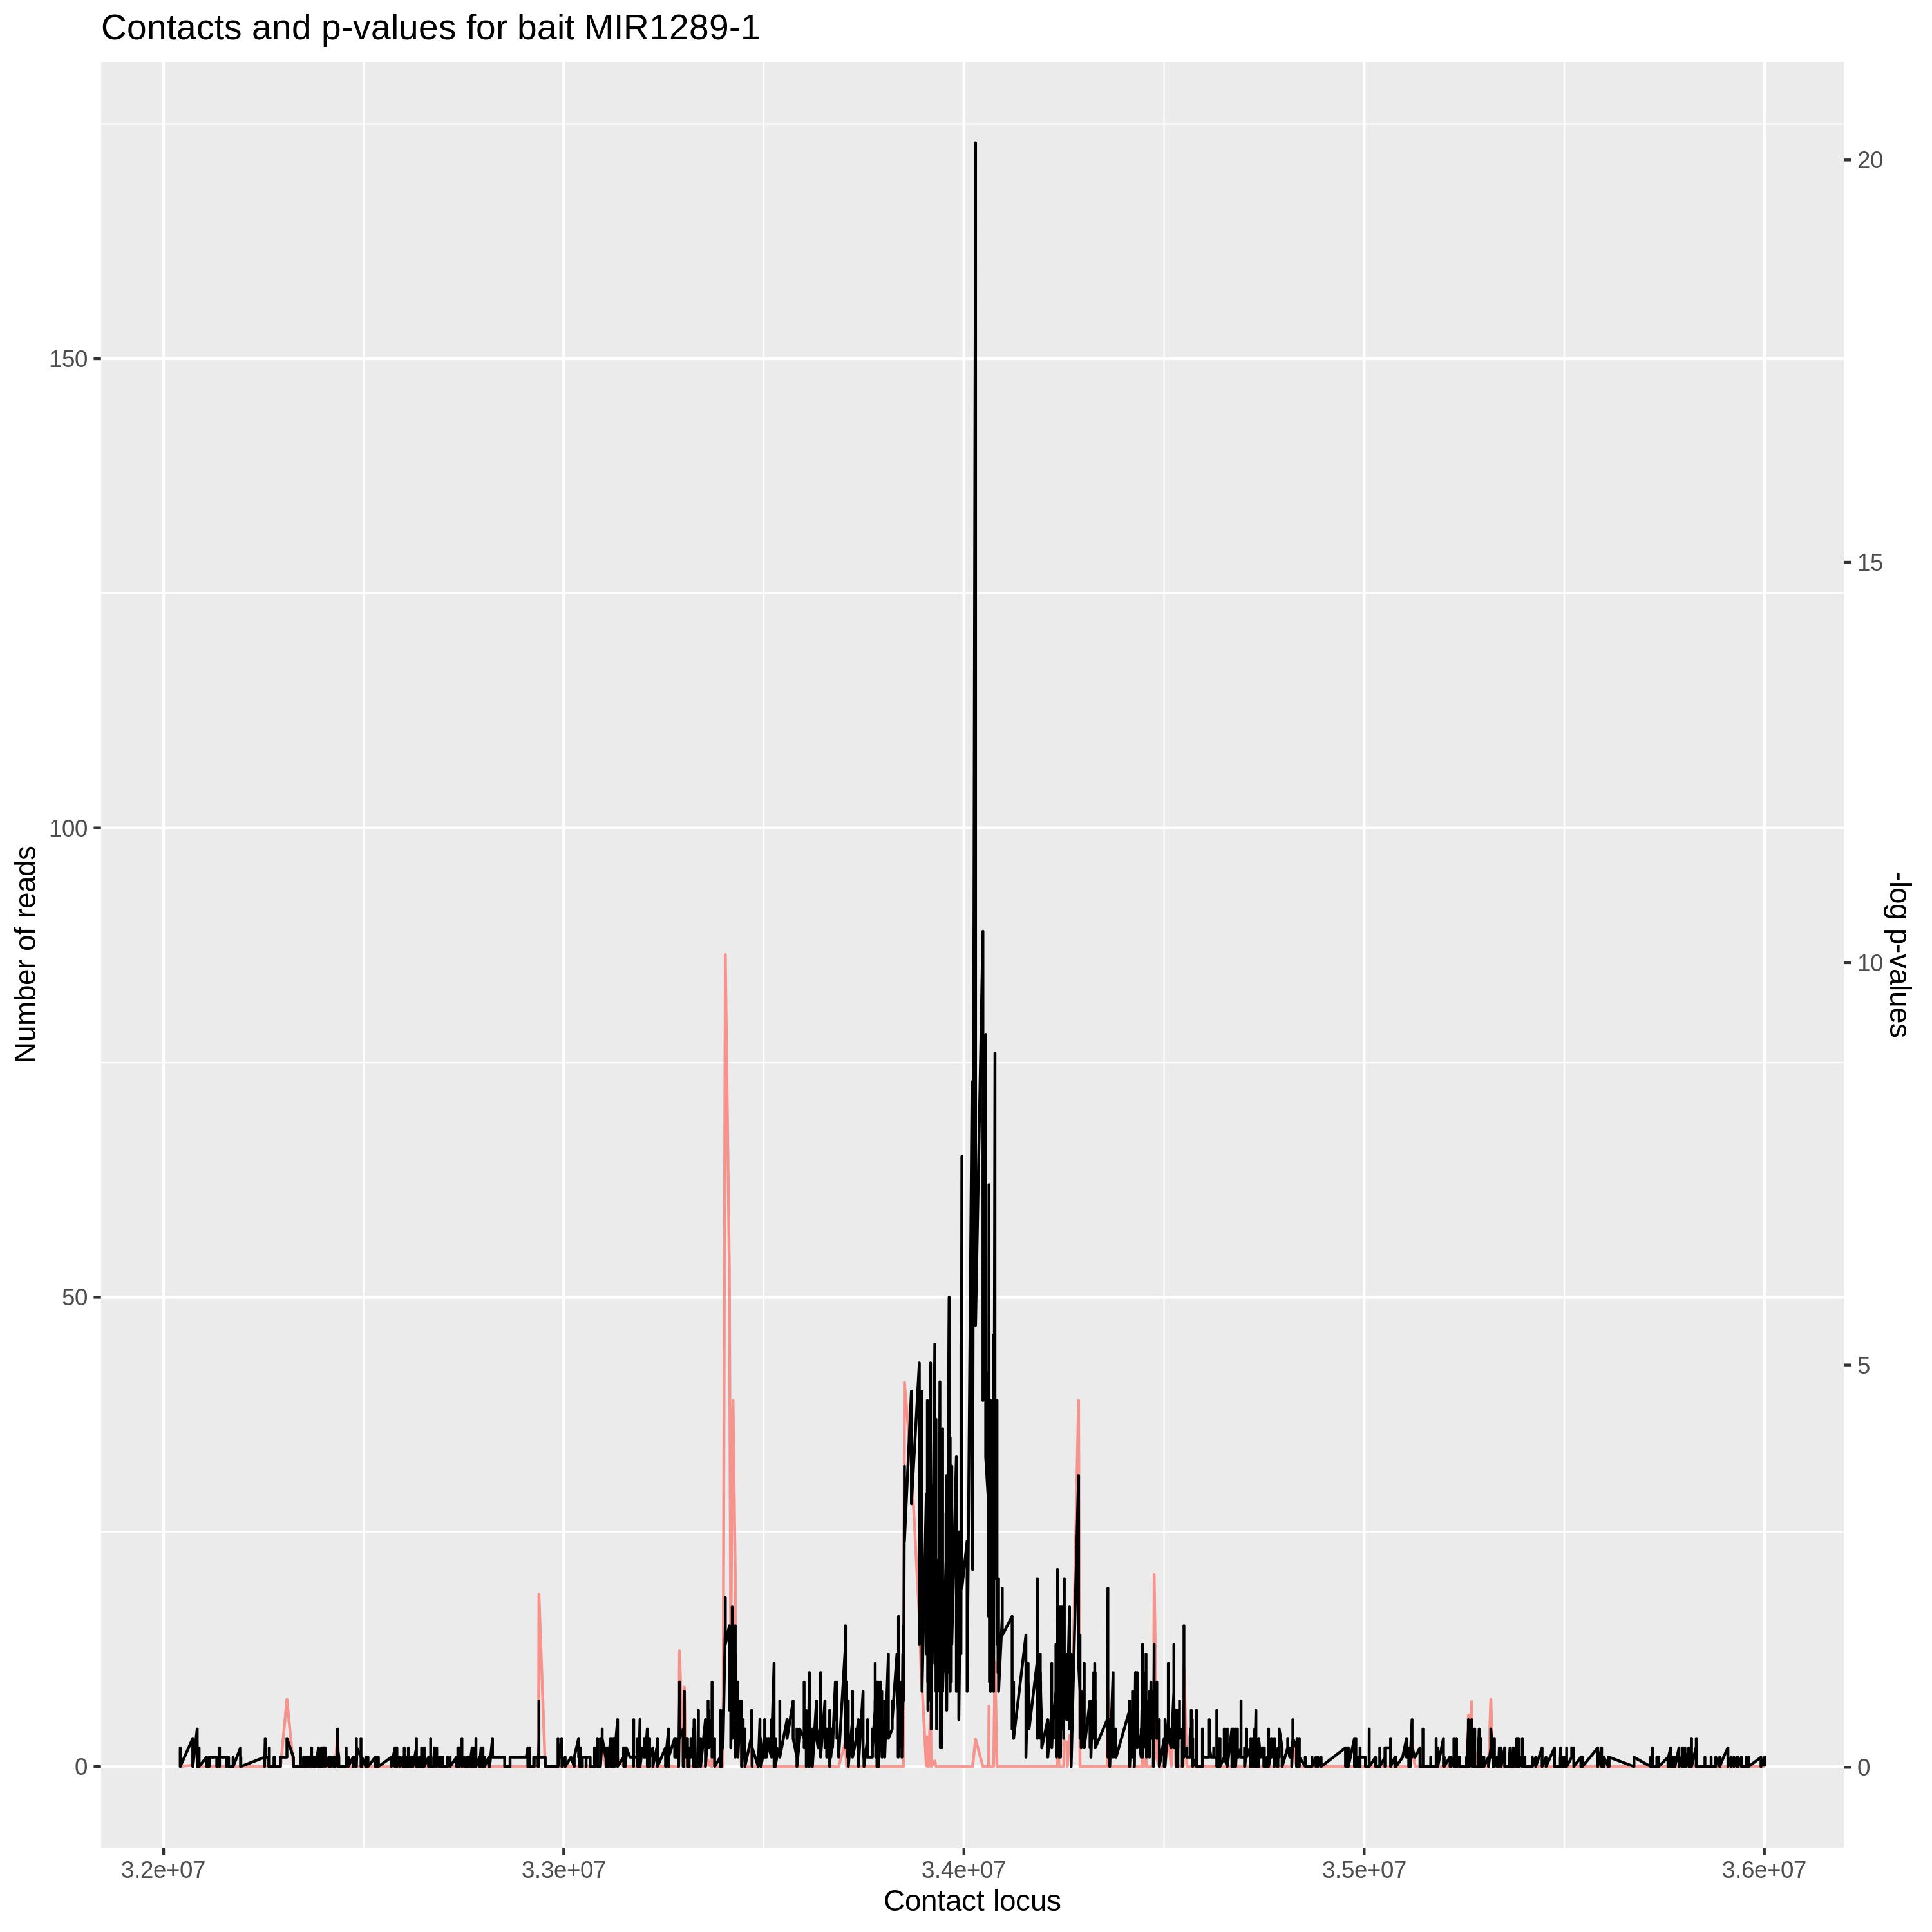 Contacts and p-values for bait MIR1289-1
150
100
50
0
Number of reads
20
15
10
5
0
-log p-values
3.2e+07
3.3e+07
3.4e+07
3.5e+07
3.6e+07
Contact locus